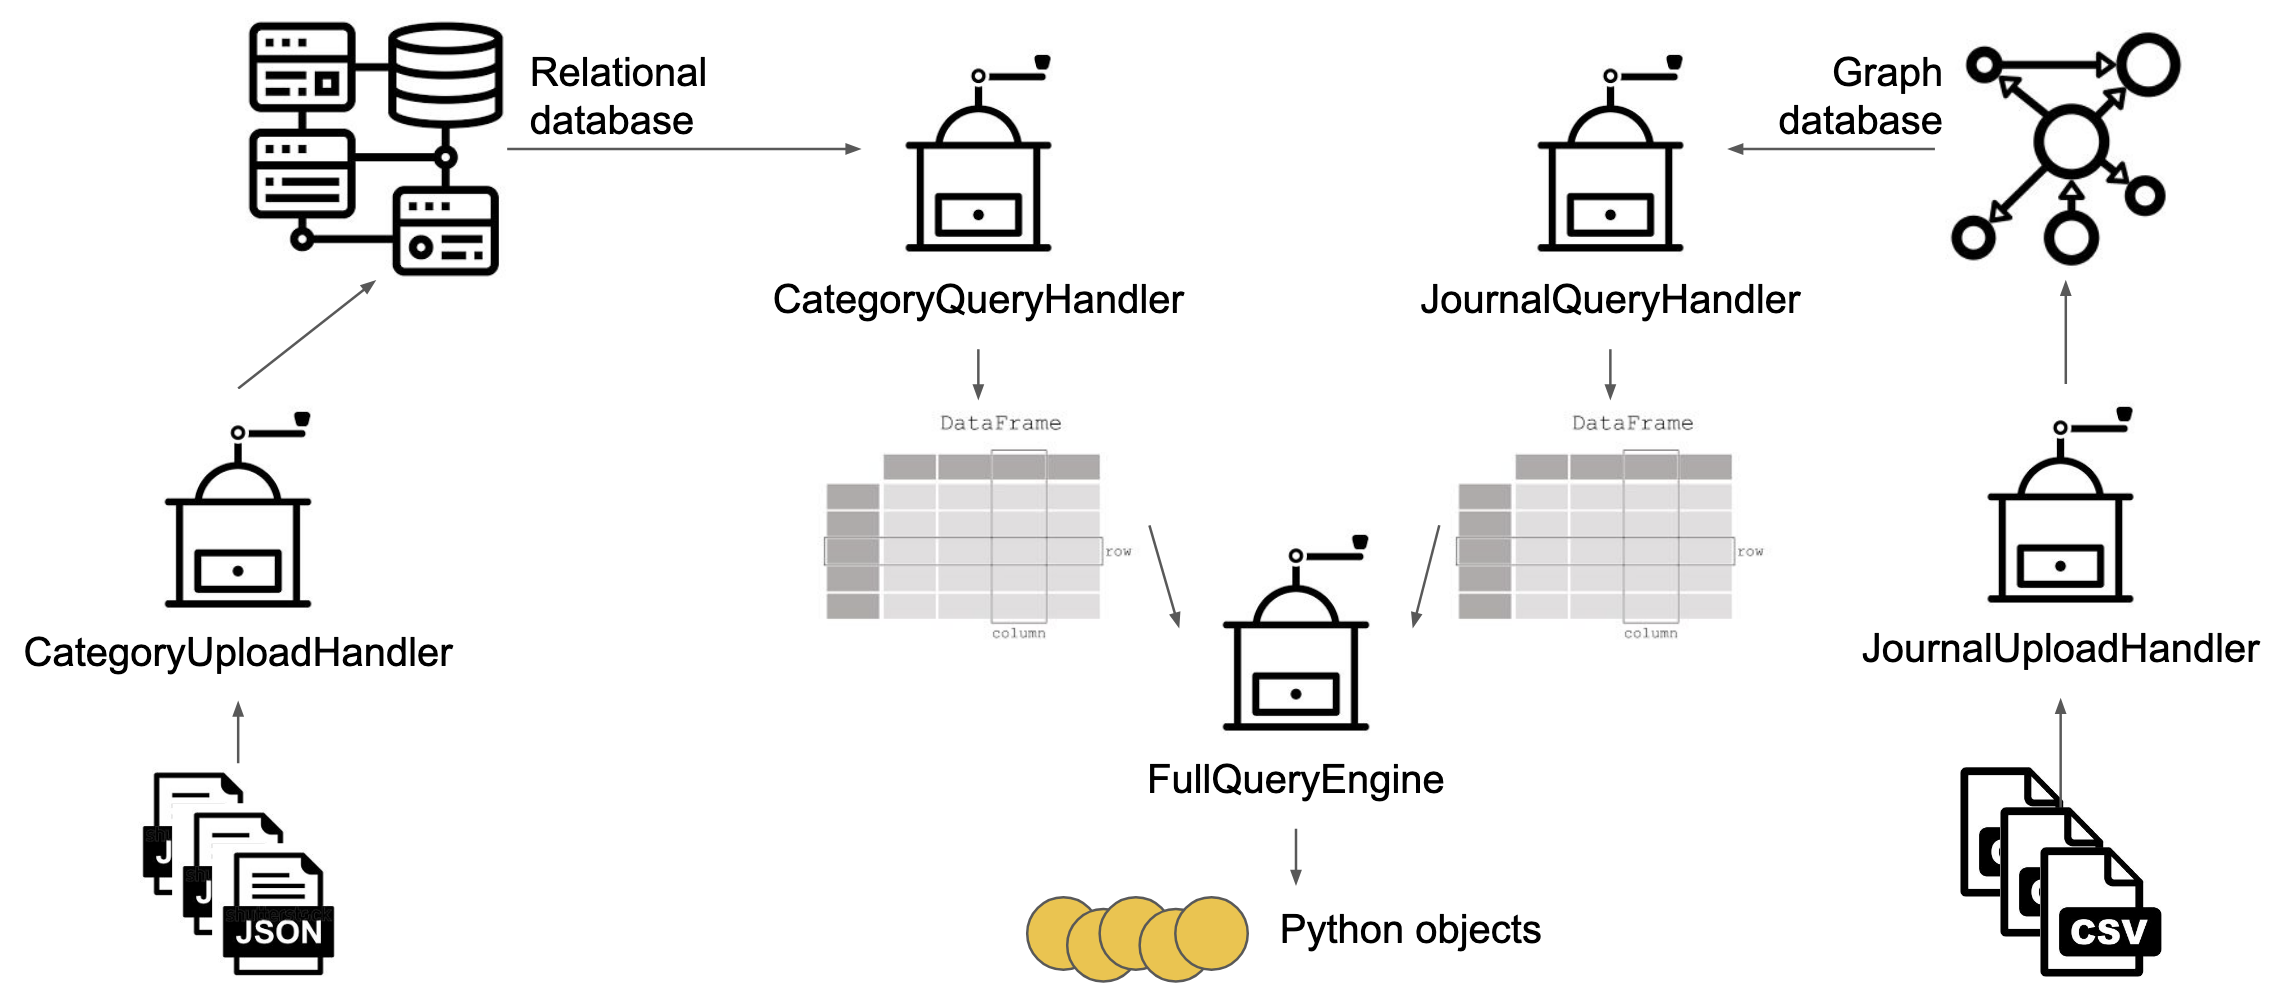 Relational
database
Graph
database
CategoryQueryHandler
JournalQueryHandler
DataFrame
row
column
DataFrame
row
column
CategoryUploadHandler
JournalUploadHandler
FullQueryEngine
J
J
JSON
C
C
CSV
Python objects